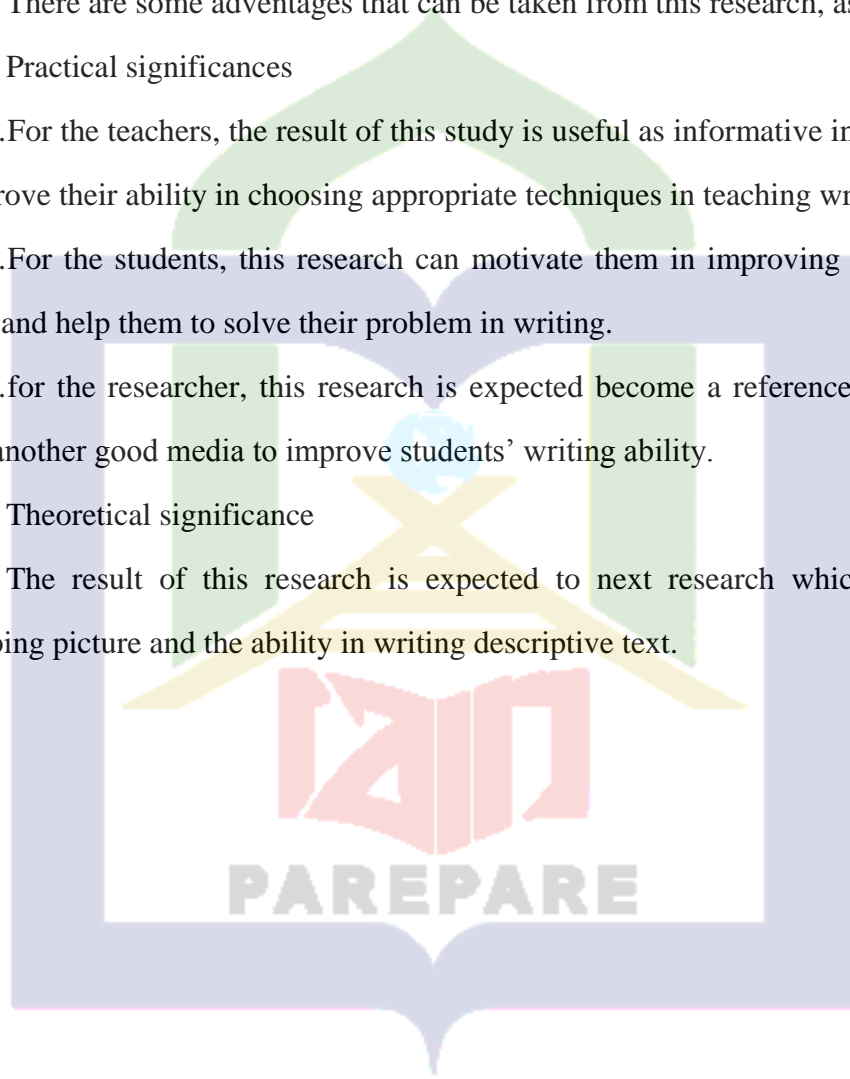 There are some adventages that can be taken from this research, as
Practical significances
.For the teachers, the result of this study is useful as informative in
rove their ability in choosing appropriate techniques in teaching wr
.For the students, this research can motivate them in improving
and help them to solve their problem in writing.
.for the researcher, this research is expected become a reference
another good media to improve students’ writing ability.
Theoretical significance
The result of this research is expected to next research whic
ing picture and the ability in writing descriptive text.
iain
PAREPARE